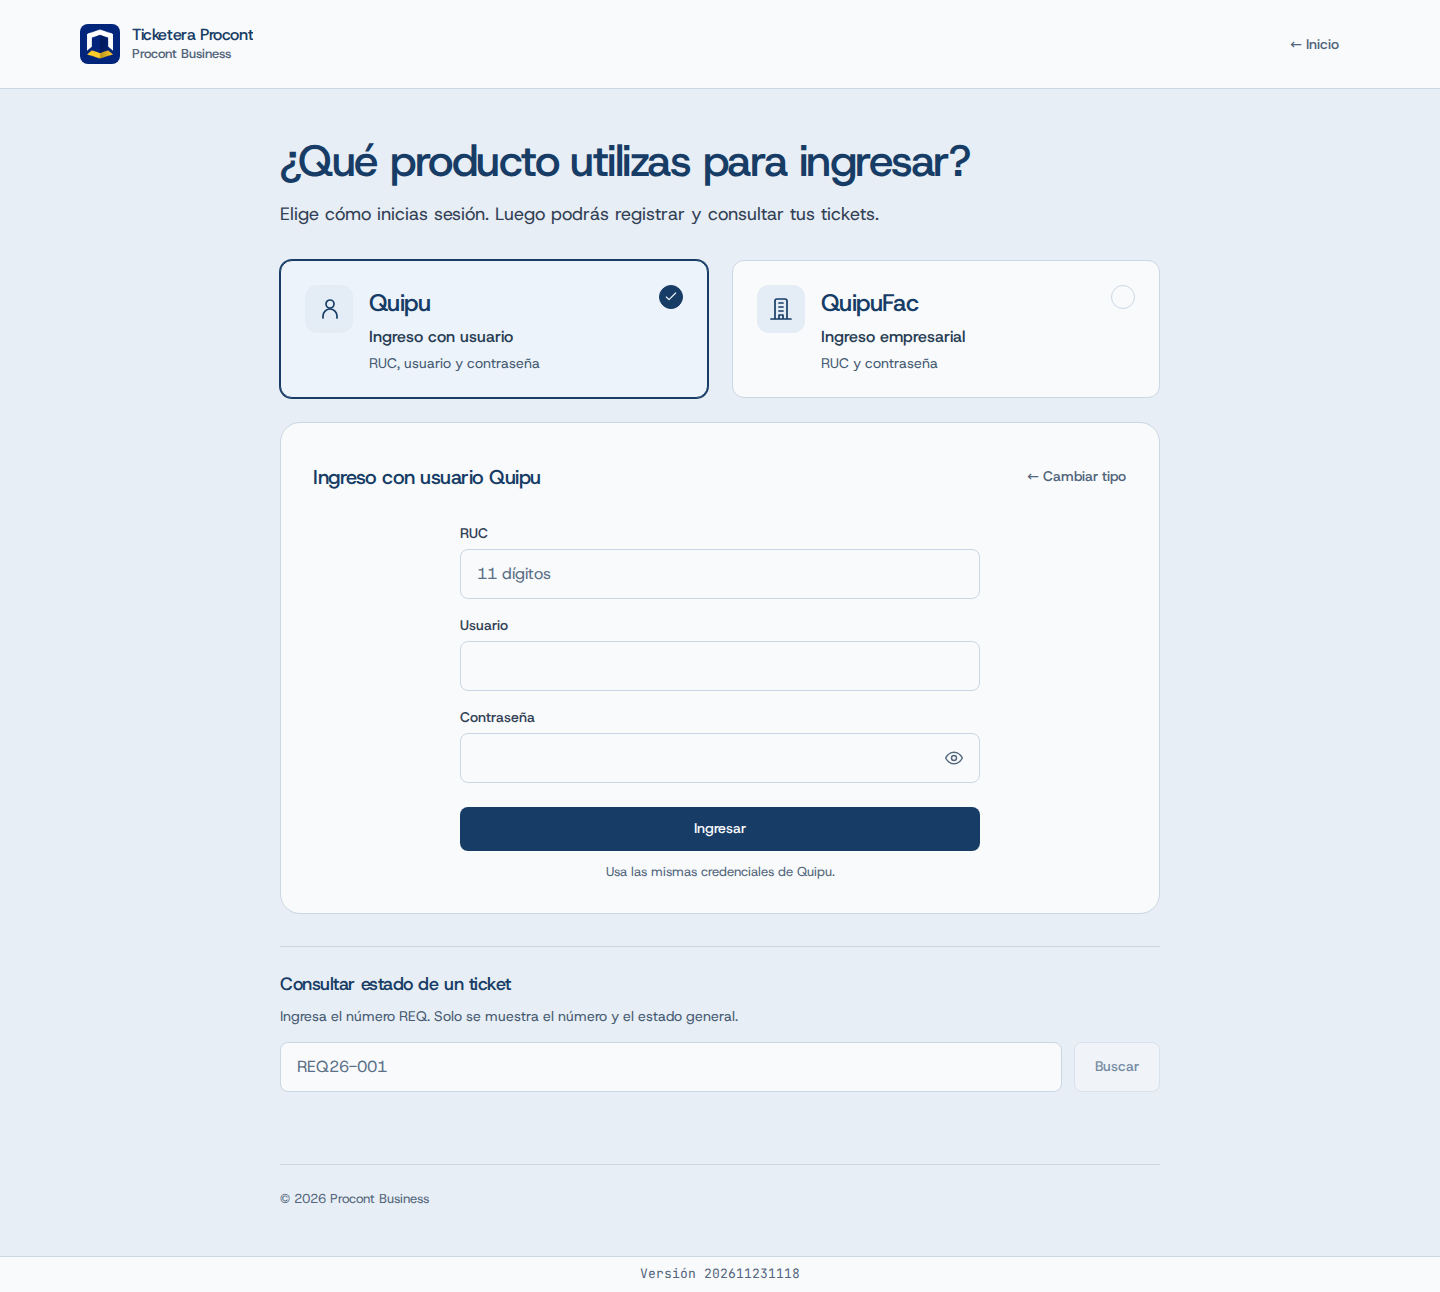 Ticketera Procont
Procont Business
← Inicio
¿Qué producto utilizas para ingresar?
Elige cómo inicias sesión. Luego podrás registrar y consultar tus tickets.
Quipu
Ingreso con usuario
RUC, usuario y contraseña
QuipuFac
Ingreso empresarial
RUC y contraseña
Ingreso con usuario Quipu
← Cambiar tipo
RUC
11 dígitos
Usuario
Contraseña
Ingresar
Usa las mismas credenciales de Quipu.
Consultar estado de un ticket
Ingresa el número REQ. Solo se muestra el número y el estado general.
REQ26-001
Buscar
© 2026 Procont Business
Versión 202611231118